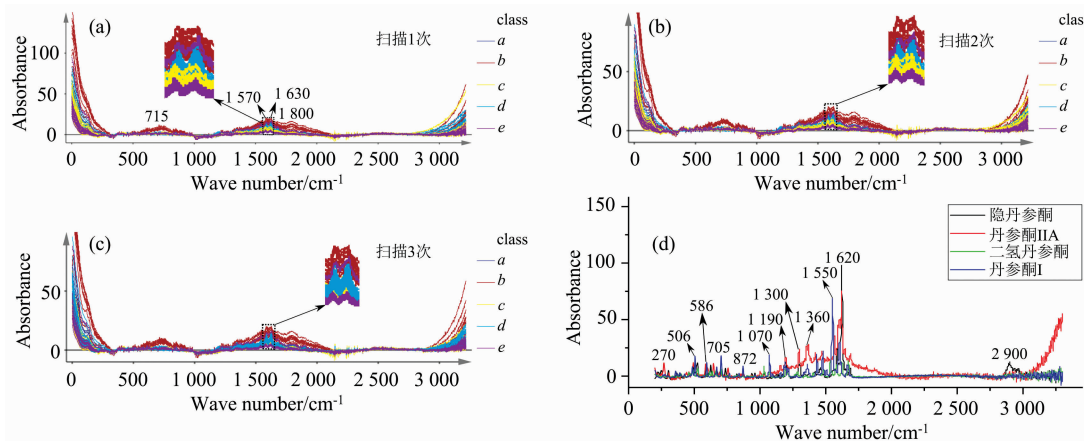 (a)
扫描1次
class
a
b
c
d
e
Absorbance
100
50
0
715
1 570
1 630
1 800
0
500
1 000
1 500
2 000
2 500
3 000
Wave number/cm-1
(b)
扫描2次
class
a
b
c
d
e
Absorbance
50
0
0
500
1 000
1 500
2 000
2 500
3 000
Wave number/cm-1
(c)
扫描3次
class
a
b
c
d
e
Absorbance
50
0
0
500
1 000
1 500
2 000
2 500
3 000
Wave number/cm-1
(d)
隐丹参酮
丹参酮IIA
二氢丹参酮
丹参酮I
Absorbance
150
100
50
0
270
506
586
705
872
1 070
1 190
1 300
1 360
1 550
1 620
2 900
0
500
1 000
1 500
2 000
2 500
3 000
Wave number/cm-1